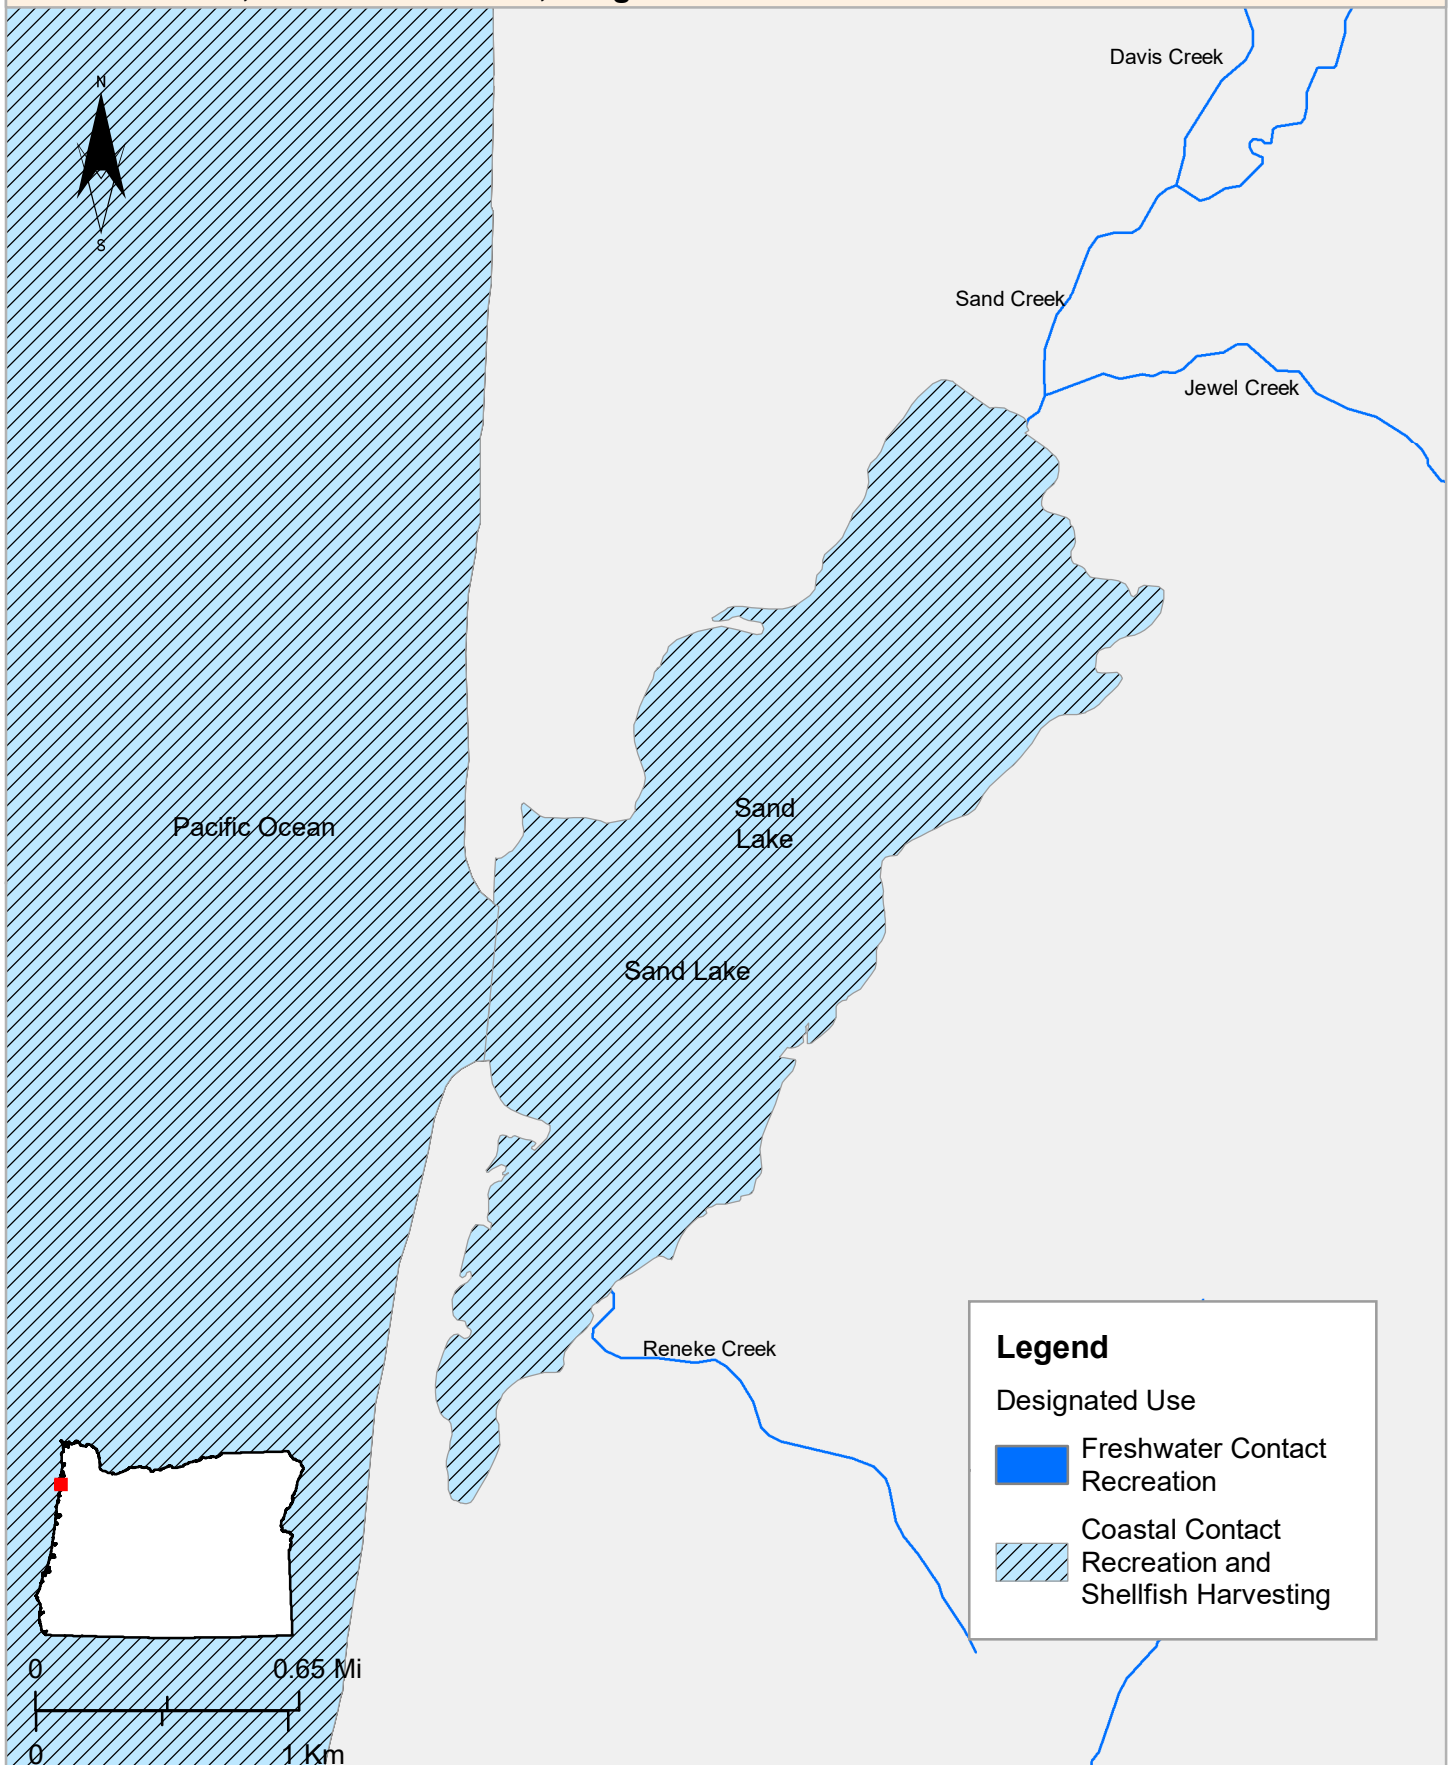 N
S
Davis Creek
Sand Creek
Jewel Creek
Pacific Ocean
Sand
Lake
Sand Lake
Reneke Creek
Legend
Designated Use
Freshwater Contact
Recreation
Coastal Contact
Recreation and
Shellfish Harvesting
0 0.65 Mi
0 1 Km